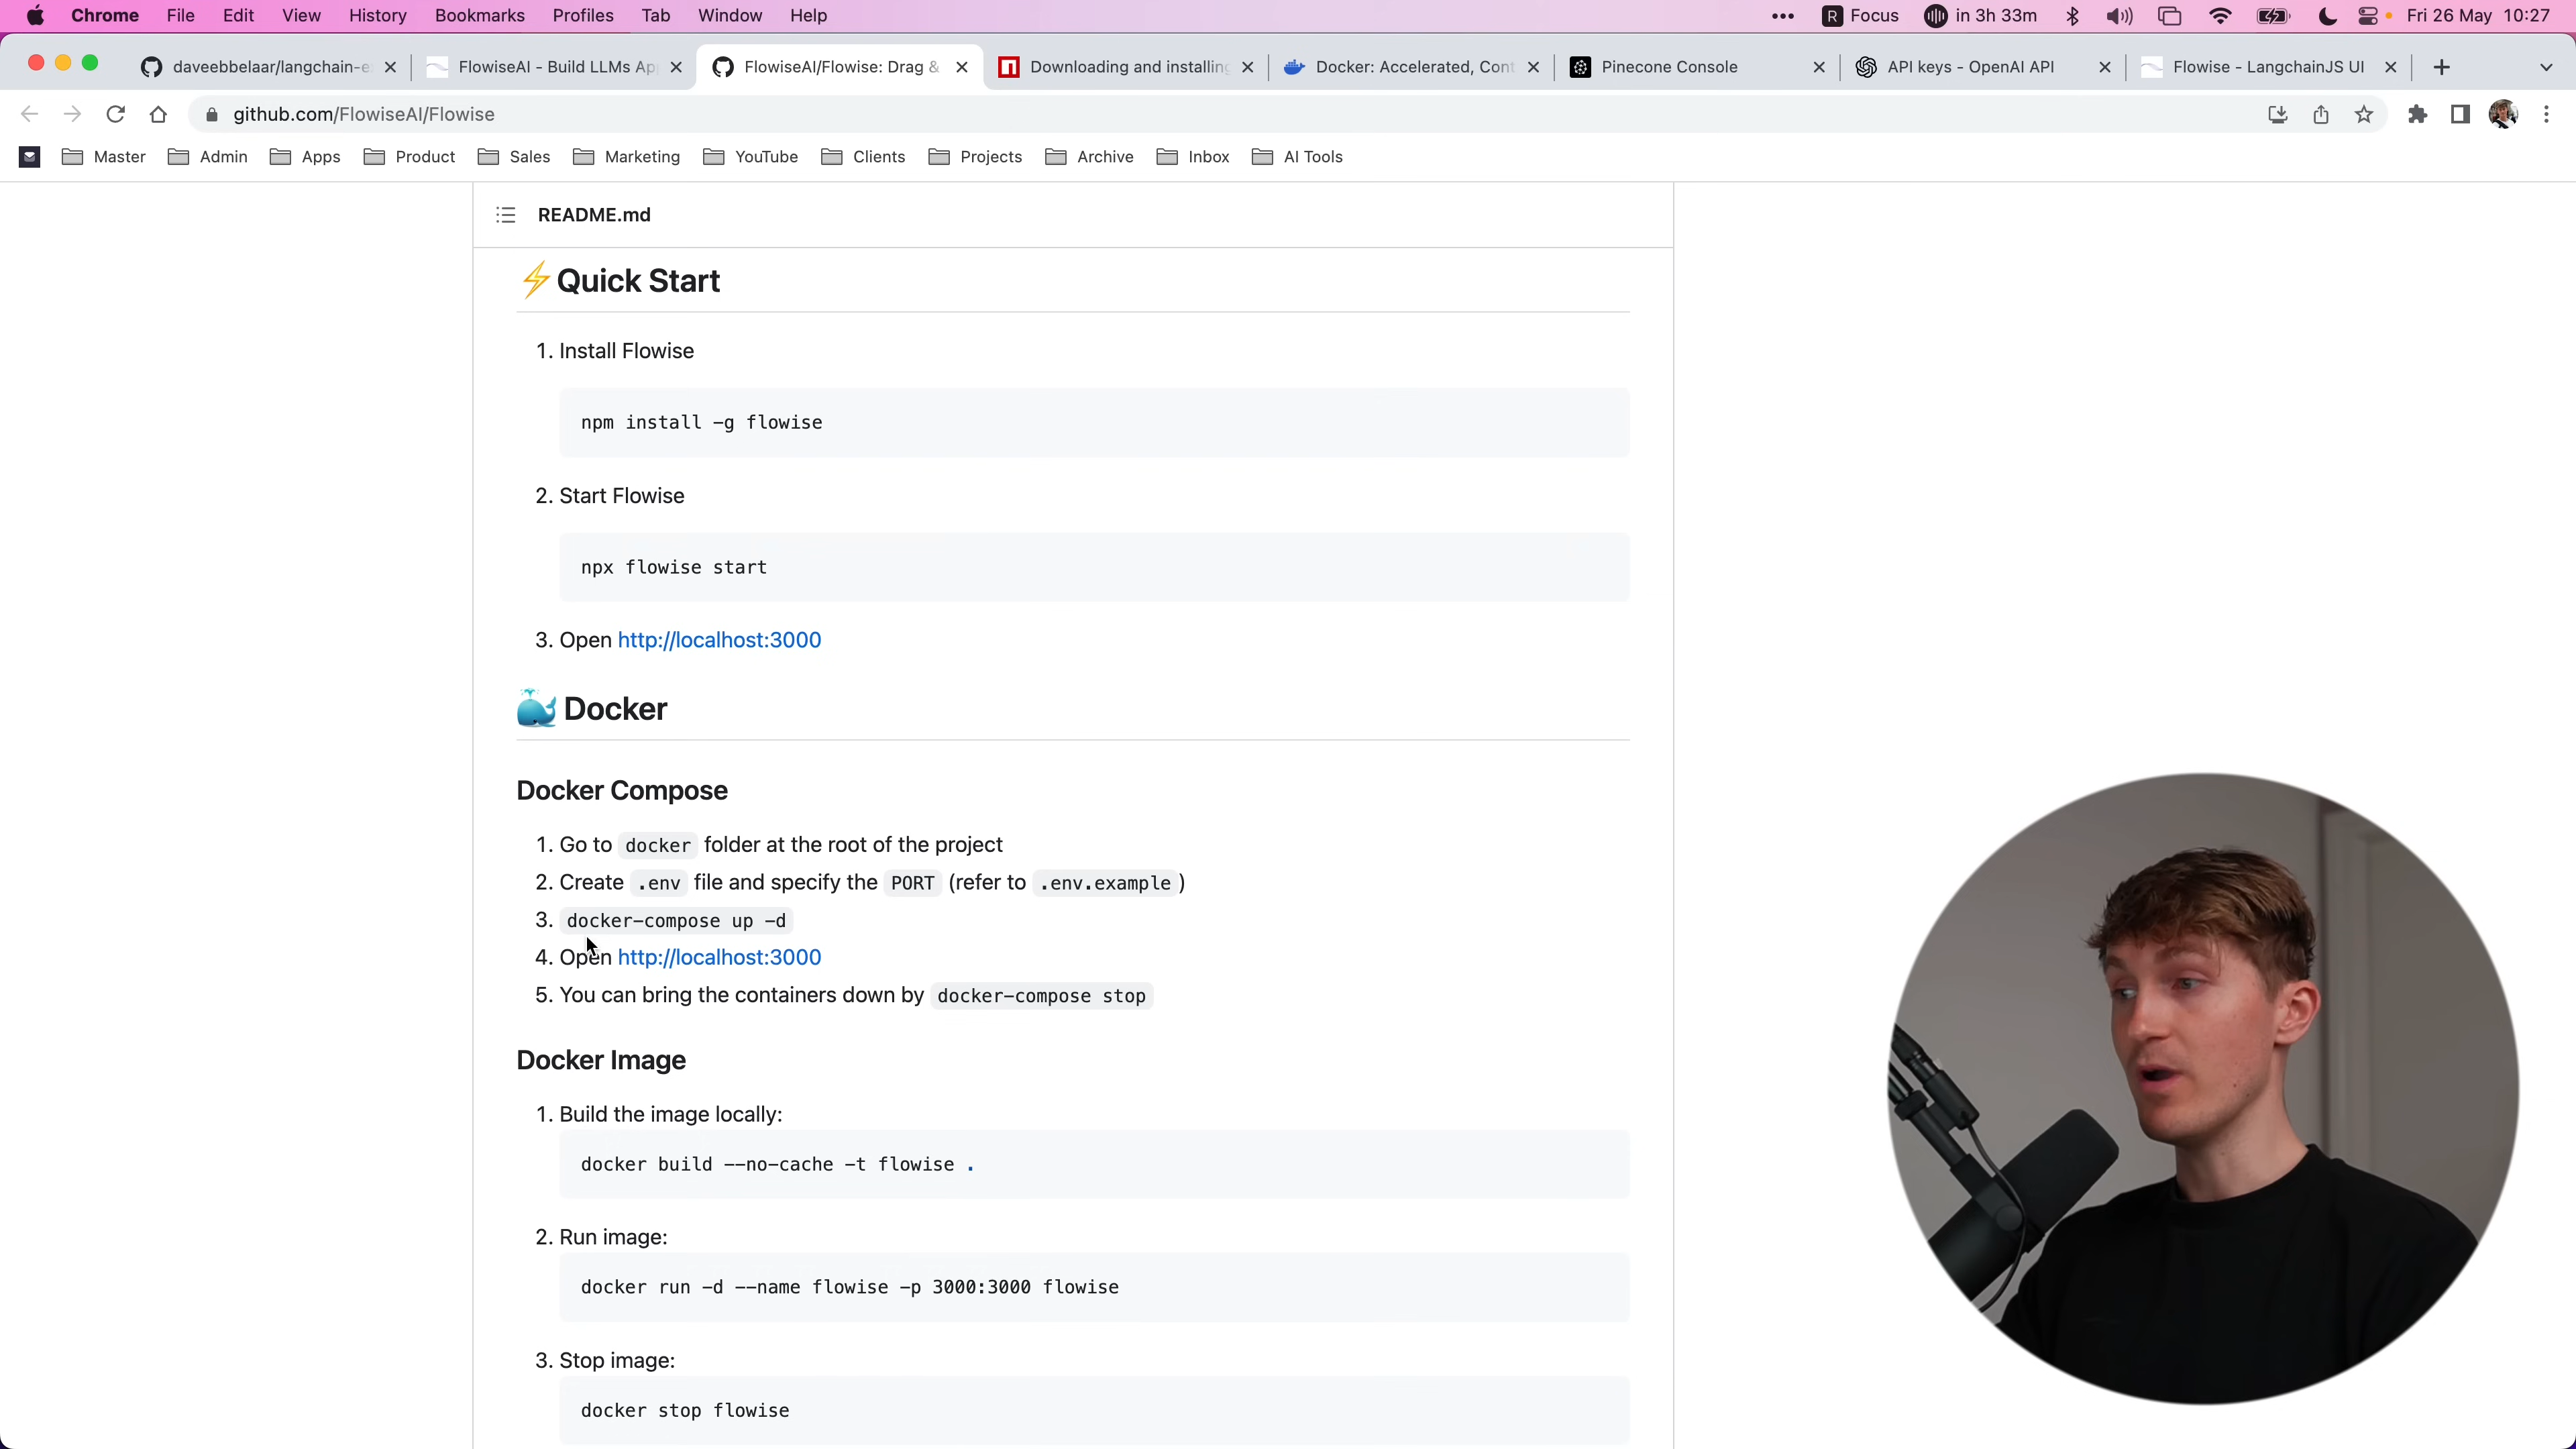 Chrome File Edit View History Bookmarks Profiles Tab Window Help ••• R Focus in 3h 33m Fri 26 May 10:27
daveebbelaar/langchain-e FlowiseAI - Build LLMs Ap FlowiseAI/Flowise: Drag & Downloading and installing Docker: Accelerated, Cont Pinecone Console API keys - OpenAI API Flowise - LangchainJS UI
github.com/FlowiseAI/Flowise
Master Admin Apps Product Sales Marketing YouTube Clients Projects Archive Inbox AI Tools
README.md
⚡Quick Start
1. Install Flowise
npm install -g flowise
2. Start Flowise
npx flowise start
3. Open http://localhost:3000
🐳 Docker
Docker Compose
1. Go to docker folder at the root of the project
2. Create .env file and specify the PORT (refer to .env.example )
3. docker-compose up -d
4. Open http://localhost:3000
5. You can bring the containers down by docker-compose stop
Docker Image
1. Build the image locally:
docker build --no-cache -t flowise .
2. Run image:
docker run -d --name flowise -p 3000:3000 flowise
3. Stop image:
docker stop flowise